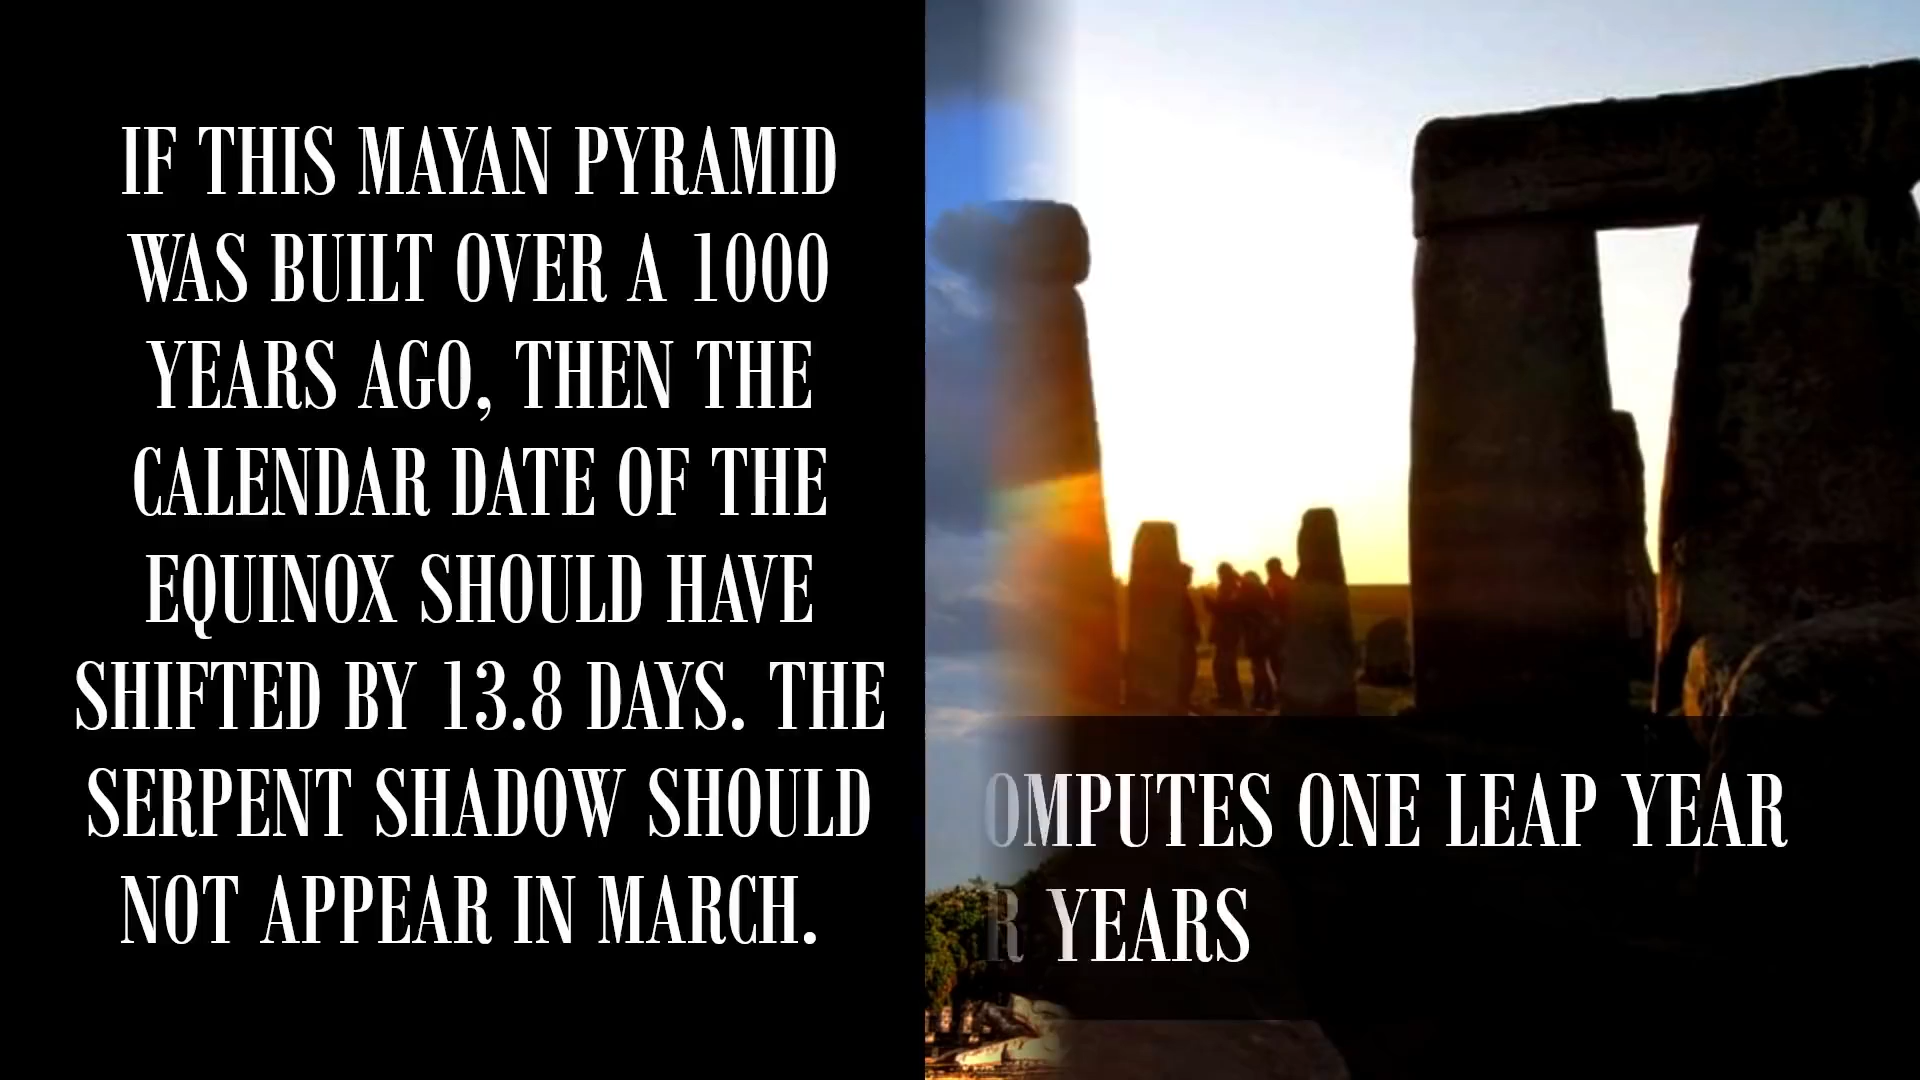 IF THIS MAYAN PYRAMID
WAS BUILT OVER A 1000
YEARS AGO, THEN THE
CALENDAR DATE OF THE
EQUINOX SHOULD HAVE
SHIFTED BY 13.8 DAYS. THE
SERPENT SHADOW SHOULD
NOT APPEAR IN MARCH.
OMPUTES ONE LEAP YEAR
R YEARS